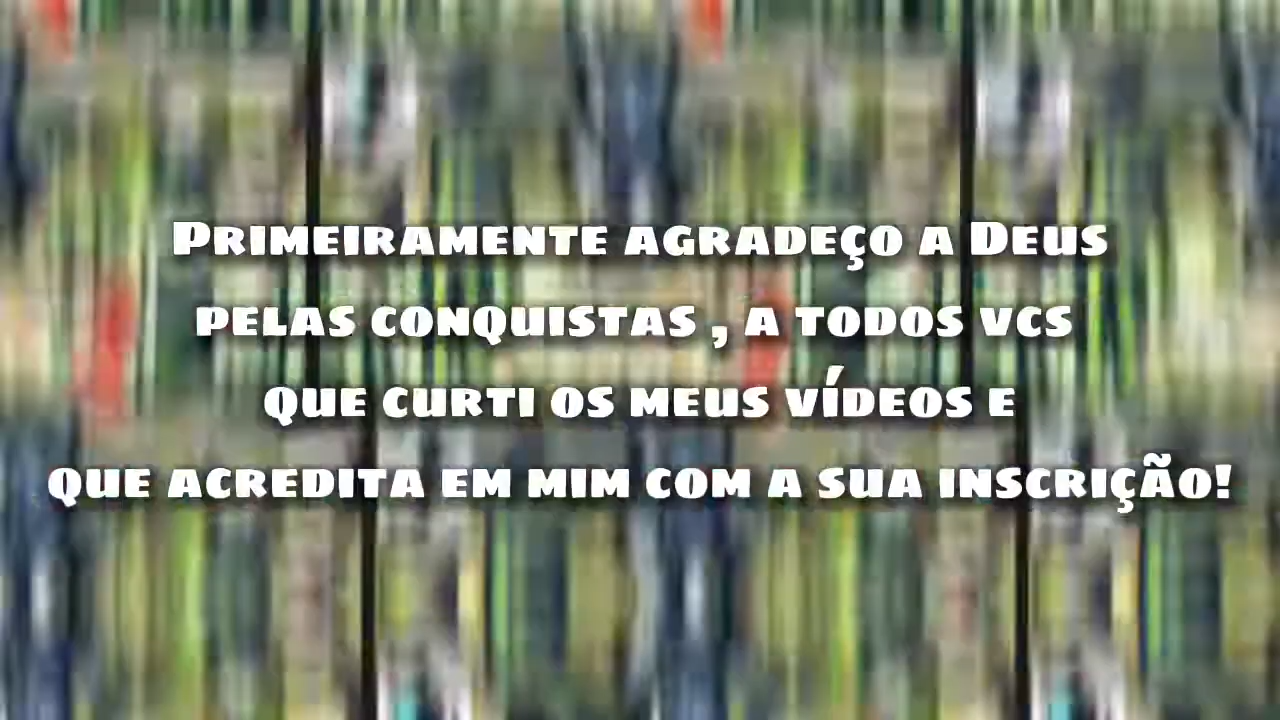 Primeiramente agradeço a Deus
pelas conquistas , a todos vcs
que curti os meus vídeos e
que acredita em mim com a sua inscrição!